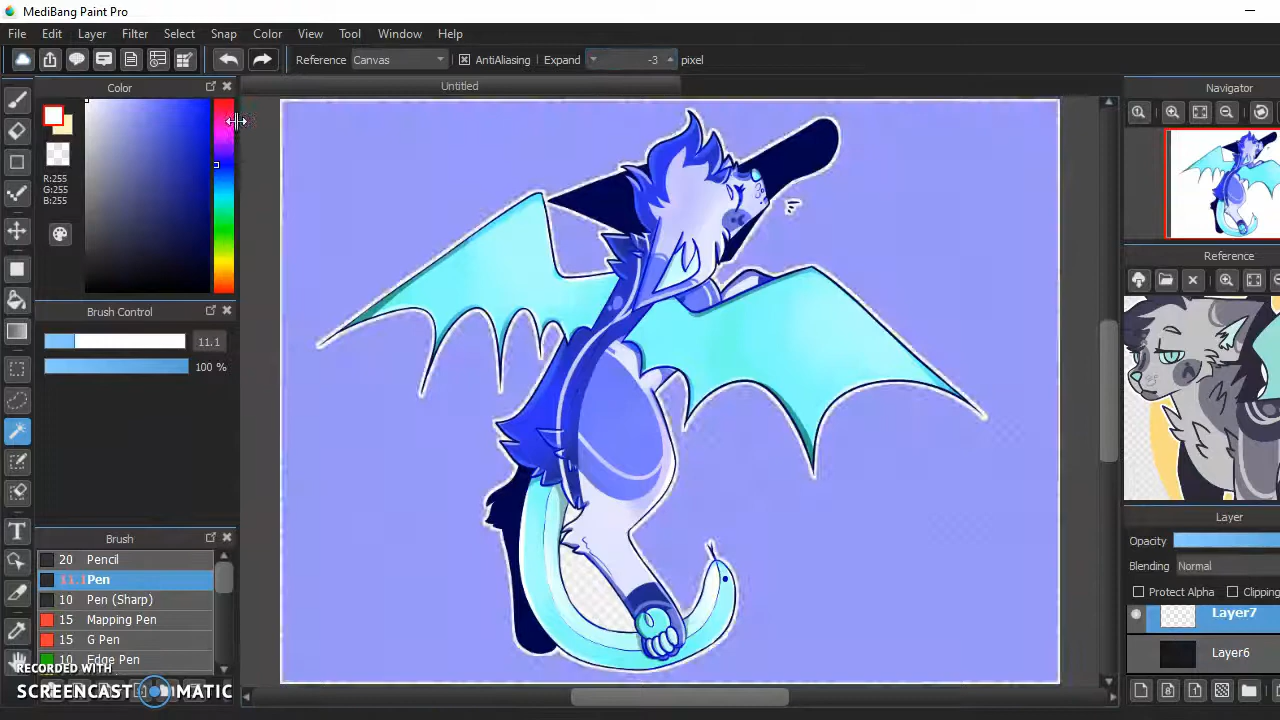 MediBang Paint Pro
File Edit Layer Filter Select Snap Color View Tool Window Help
Reference Canvas AntiAliasing Expand -3 pixel
Color Untitled Navigator
R:255
G:255
B:255
Reference
Brush Control
11.1
100 %
Layer
Brush
Opacity
20 Pencil
Blending Normal
11.1 Pen
10 Pen (Sharp)
Protect Alpha Clipping
15 Mapping Pen
Layer7
15 G Pen
10 Edge Pen
Layer6
RECORDED WITH
SCREENCAST-O-MATIC